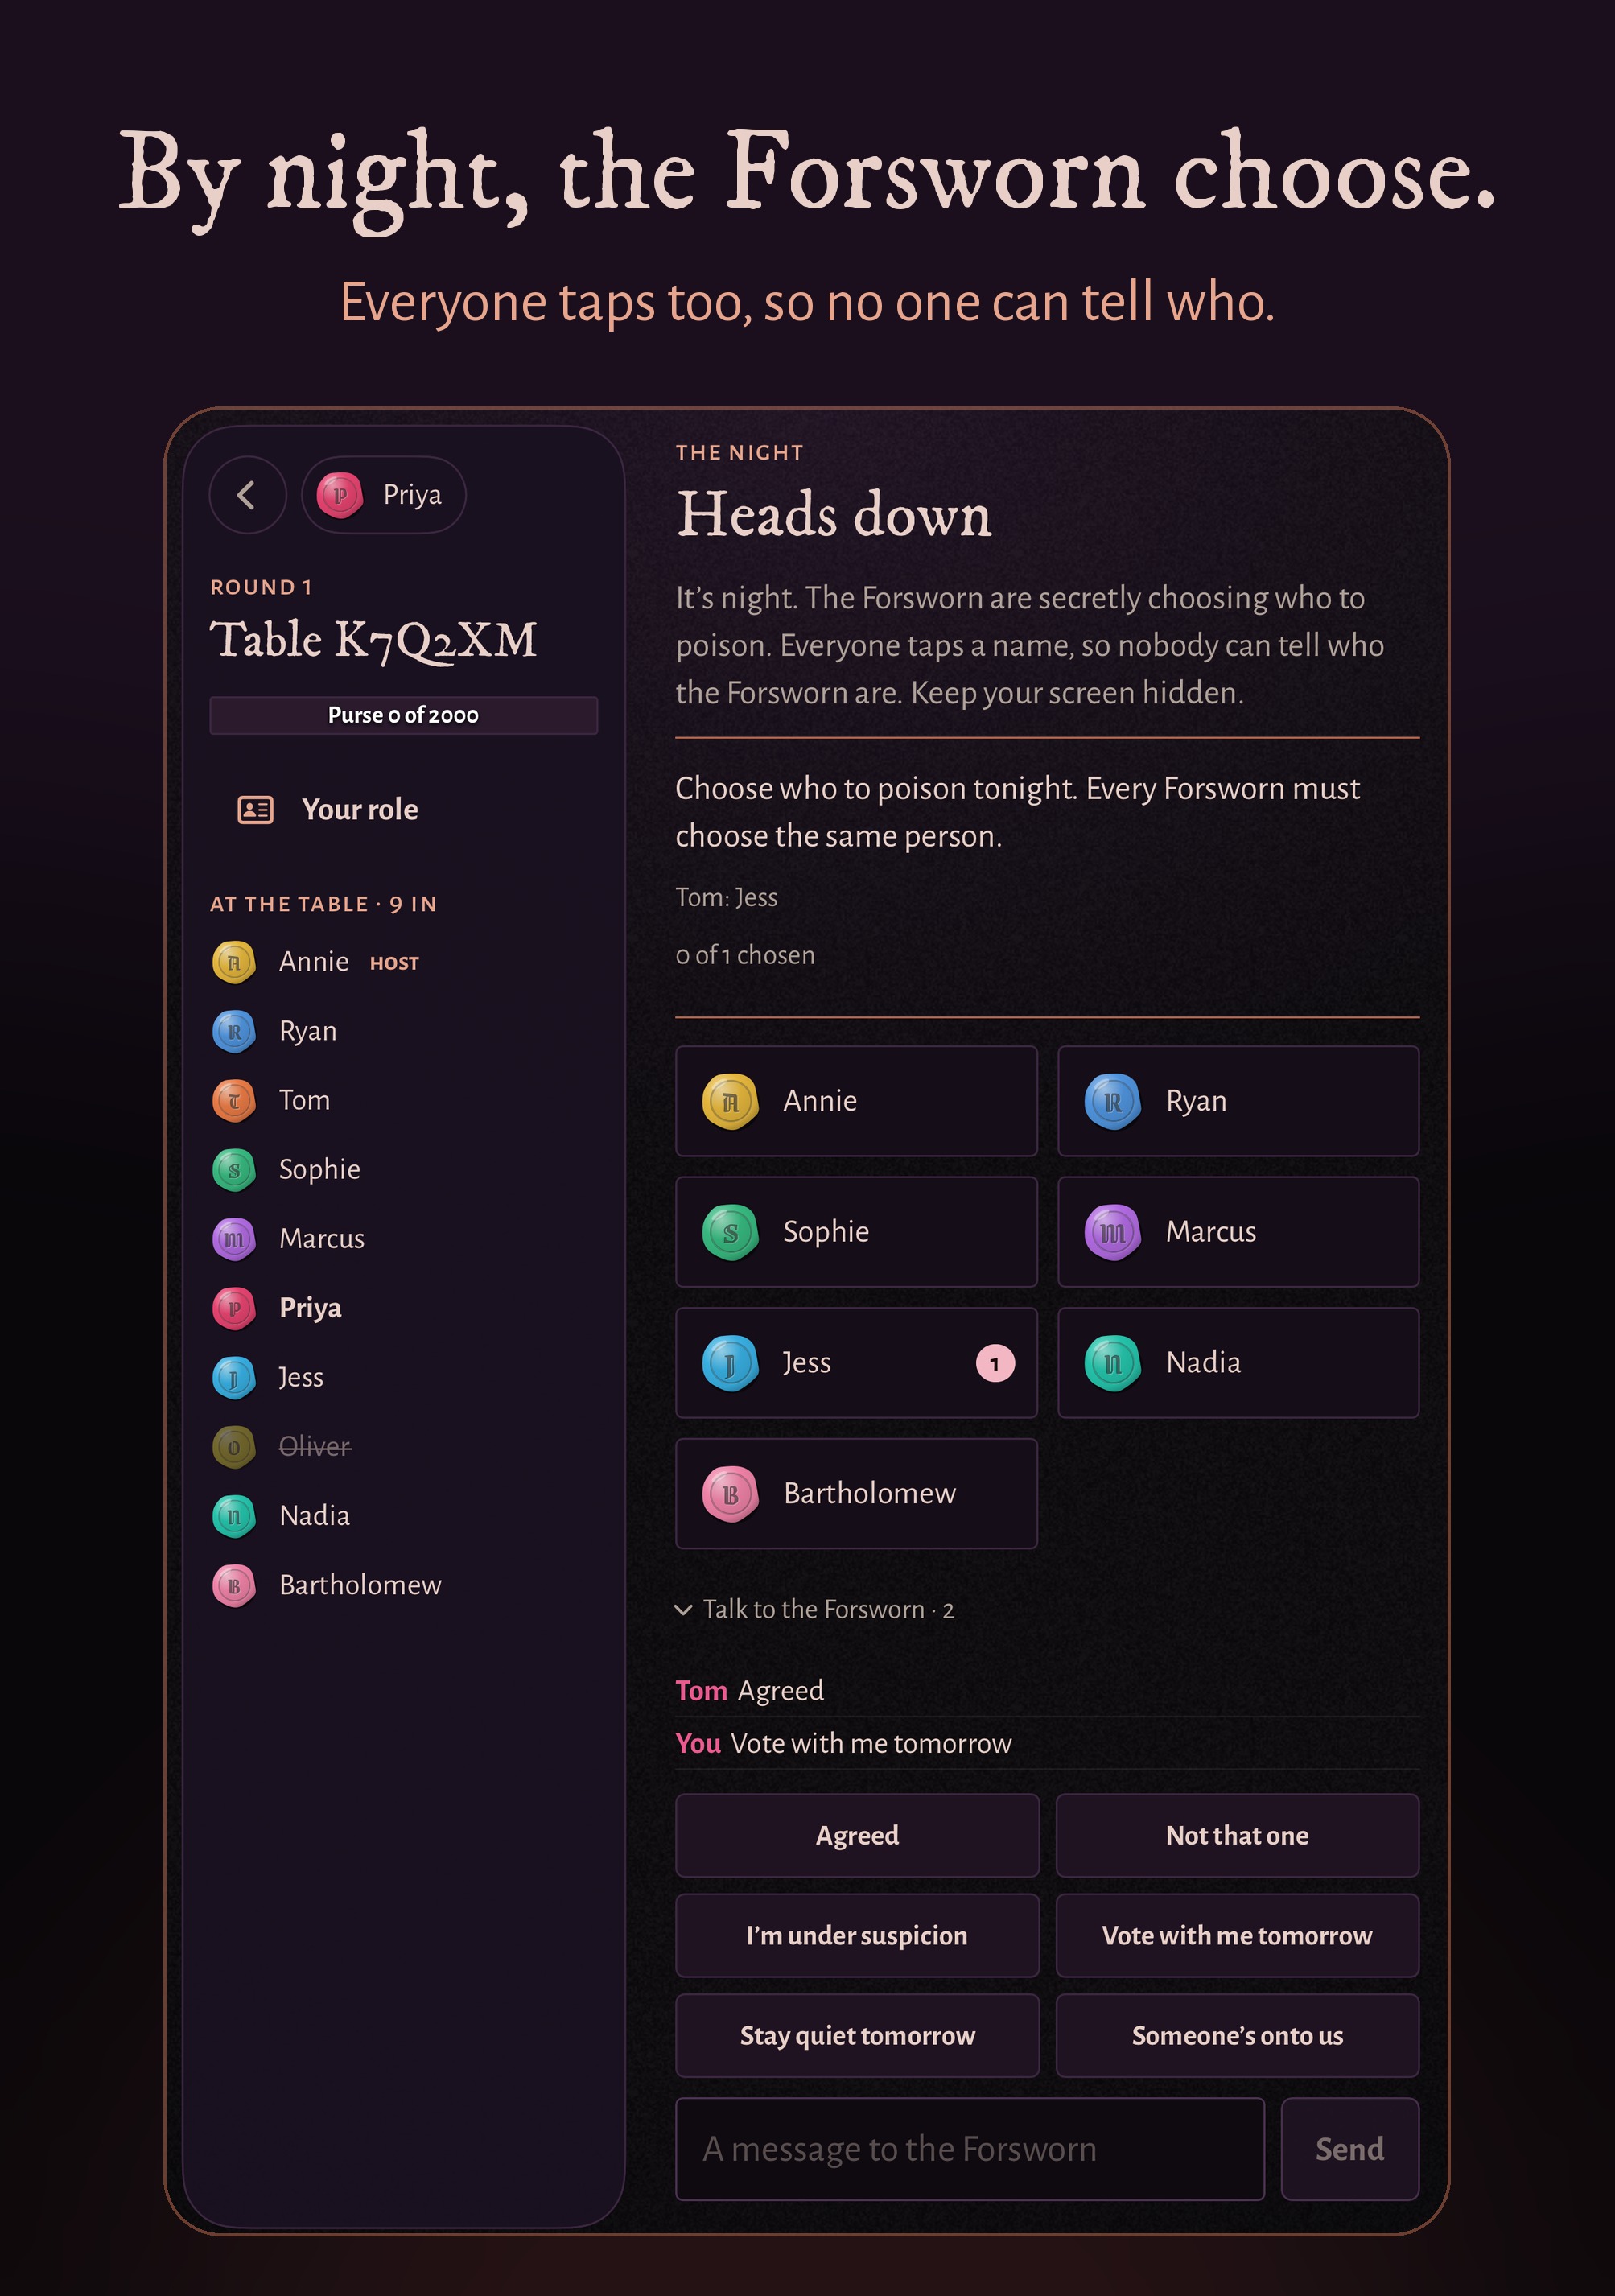 By night, the Forsworn choose.
Everyone taps too, so no one can tell who.
P Priya
ROUND 1
Table K7Q2XM
Purse 0 of 2000
Your role
AT THE TABLE · 9 IN
A Annie HOST
R Ryan
T Tom
S Sophie
M Marcus
P Priya
J Jess
O Oliver
N Nadia
B Bartholomew
THE NIGHT
Heads down
It’s night. The Forsworn are secretly choosing who to
poison. Everyone taps a name, so nobody can tell who
the Forsworn are. Keep your screen hidden.
Choose who to poison tonight. Every Forsworn must
choose the same person.
Tom: Jess
0 of 1 chosen
A Annie
R Ryan
S Sophie
M Marcus
J Jess 1
N Nadia
B Bartholomew
Talk to the Forsworn · 2
Tom Agreed
You Vote with me tomorrow
Agreed
Not that one
I’m under suspicion
Vote with me tomorrow
Stay quiet tomorrow
Someone’s onto us
A message to the Forsworn
Send